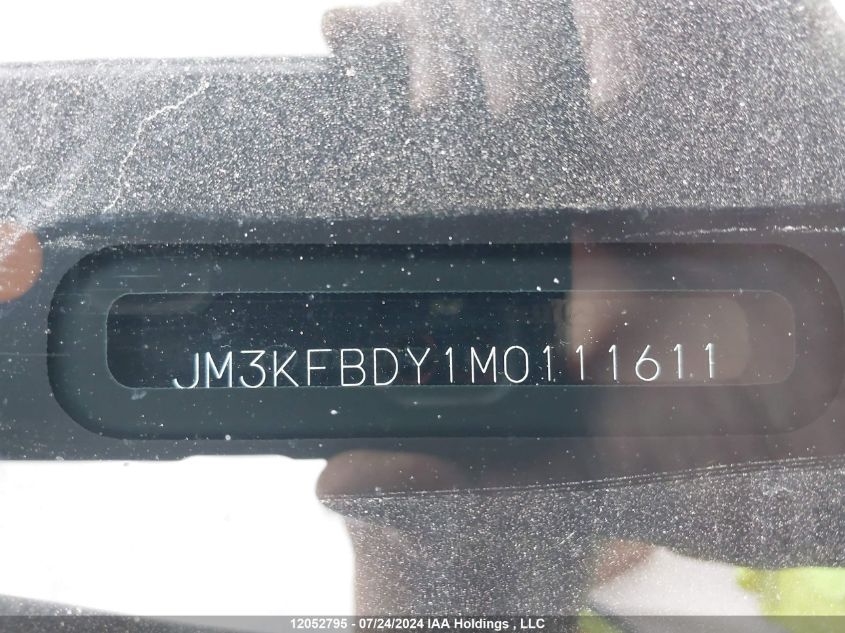 JM3KFBDY1M0111611
12052795 - 07/24/2024 IAA Holdings , LLC